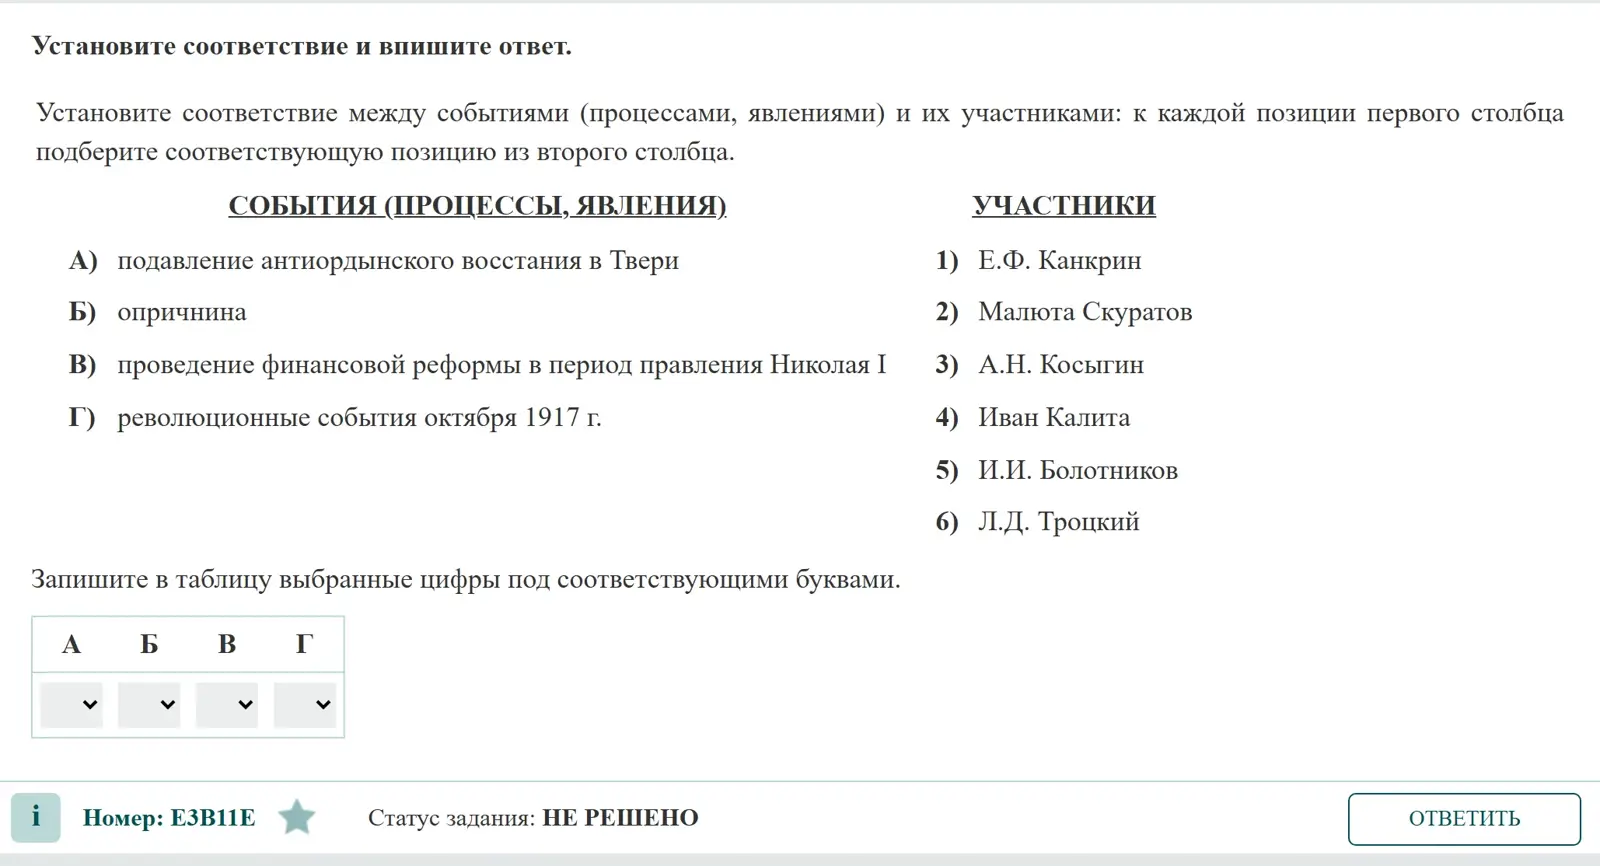 Установите соответствие и впишите ответ.
Установите соответствие между событиями (процессами, явлениями) и их участниками: к каждой позиции первого столбца
подберите соответствующую позицию из второго столбца.
СОБЫТИЯ (ПРОЦЕССЫ, ЯВЛЕНИЯ)
А) подавление антиордынского восстания в Твери
Б) опричнина
В) проведение финансовой реформы в период правления Николая I
Г) революционные события октября 1917 г.
УЧАСТНИКИ
1) Е.Ф. Канкрин
2) Малюта Скуратов
3) А.Н. Косыгин
4) Иван Калита
5) И.И. Болотников
6) Л.Д. Троцкий
Запишите в таблицу выбранные цифры под соответствующими буквами.
А Б В Г
i Номер: E3B11E Статус задания: НЕ РЕШЕНО ОТВЕТИТЬ